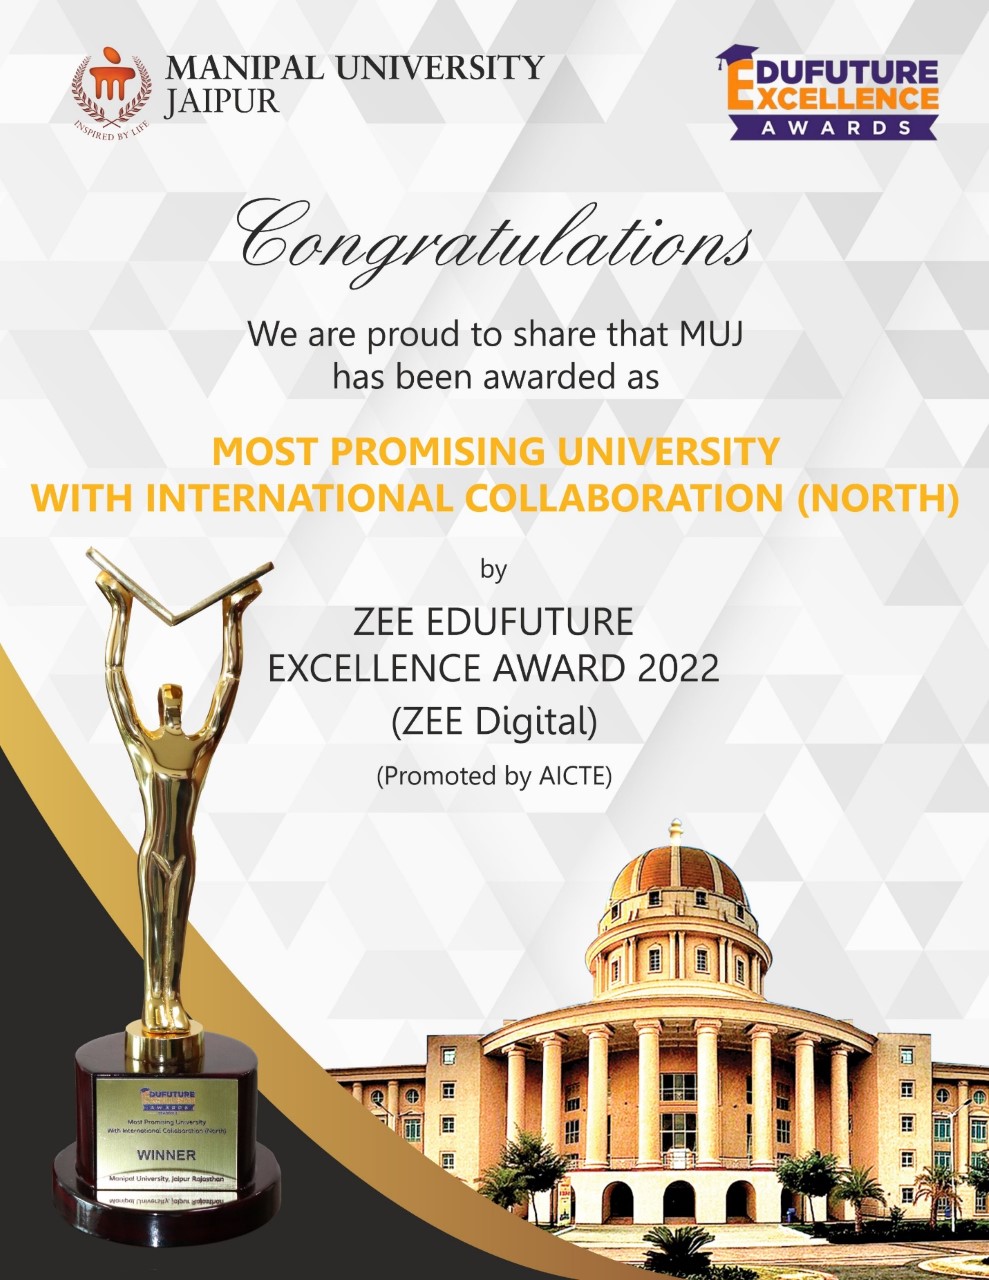 MANIPAL UNIVERSITY
JAIPUR
INSPIRED BY LIFE
EDUFUTURE
EXCELLENCE
AWARDS
Congratulations
We are proud to share that MUJ
has been awarded as
MOST PROMISING UNIVERSITY
WITH INTERNATIONAL COLLABORATION (NORTH)
by
ZEE EDUFUTURE
EXCELLENCE AWARD 2022
(ZEE Digital)
(Promoted by AICTE)
EDUFUTURE
EXCELLENCE
AWARDS
Most Promising University
With International Collaboration (North)
WINNER
Manipal University, Jaipur Rajasthan